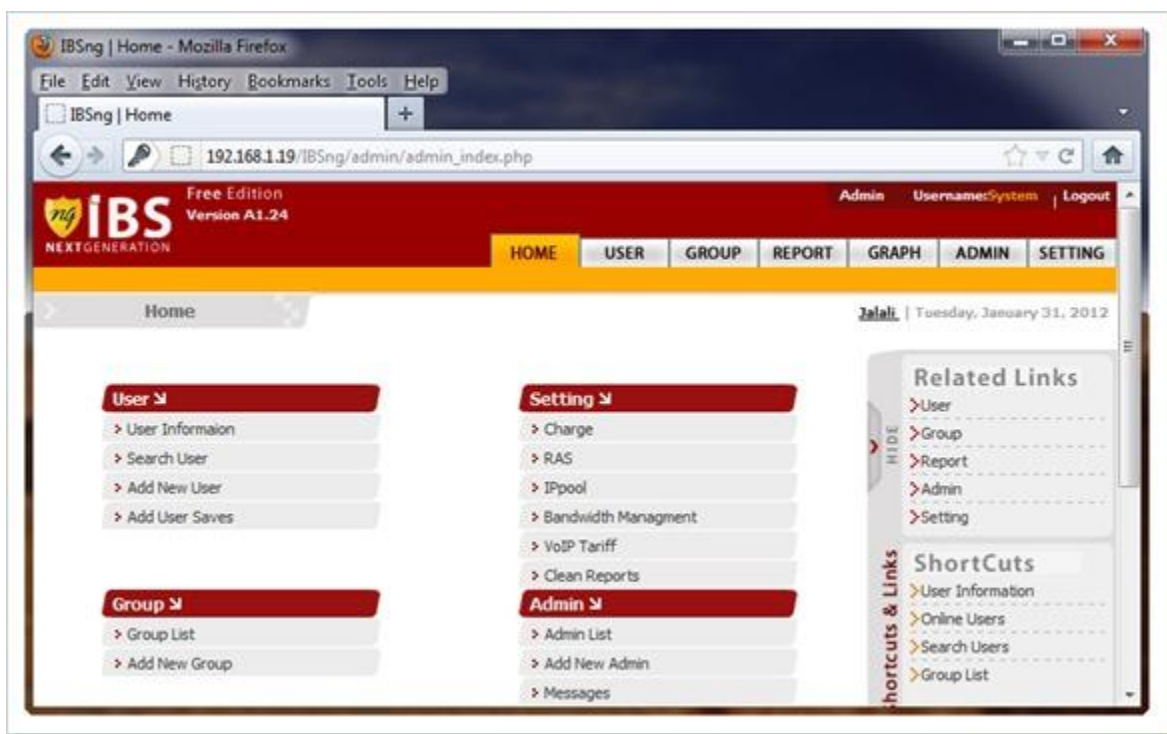 IBSng | Home - Mozilla Firefox
File Edit View History Bookmarks Tools Help
IBSng | Home
192.168.1.19/IBSng/admin/admin_index.php
ng iBS
NEXTGENERATION
Free Edition
Version A1.24
Admin Username:System | Logout
HOME USER GROUP REPORT GRAPH ADMIN SETTING
Home
Jalali | Tuesday, January 31, 2012
User
User Informaion
Search User
Add New User
Add User Saves
Group
Group List
Add New Group
Setting
Charge
RAS
IPpool
Bandwidth Managment
VoIP Tariff
Clean Reports
Admin
Admin List
Add New Admin
Messages
HIDE
Shortcuts & Links
Related Links
User
Group
Report
Admin
Setting
ShortCuts
User Information
Online Users
Search Users
Group List